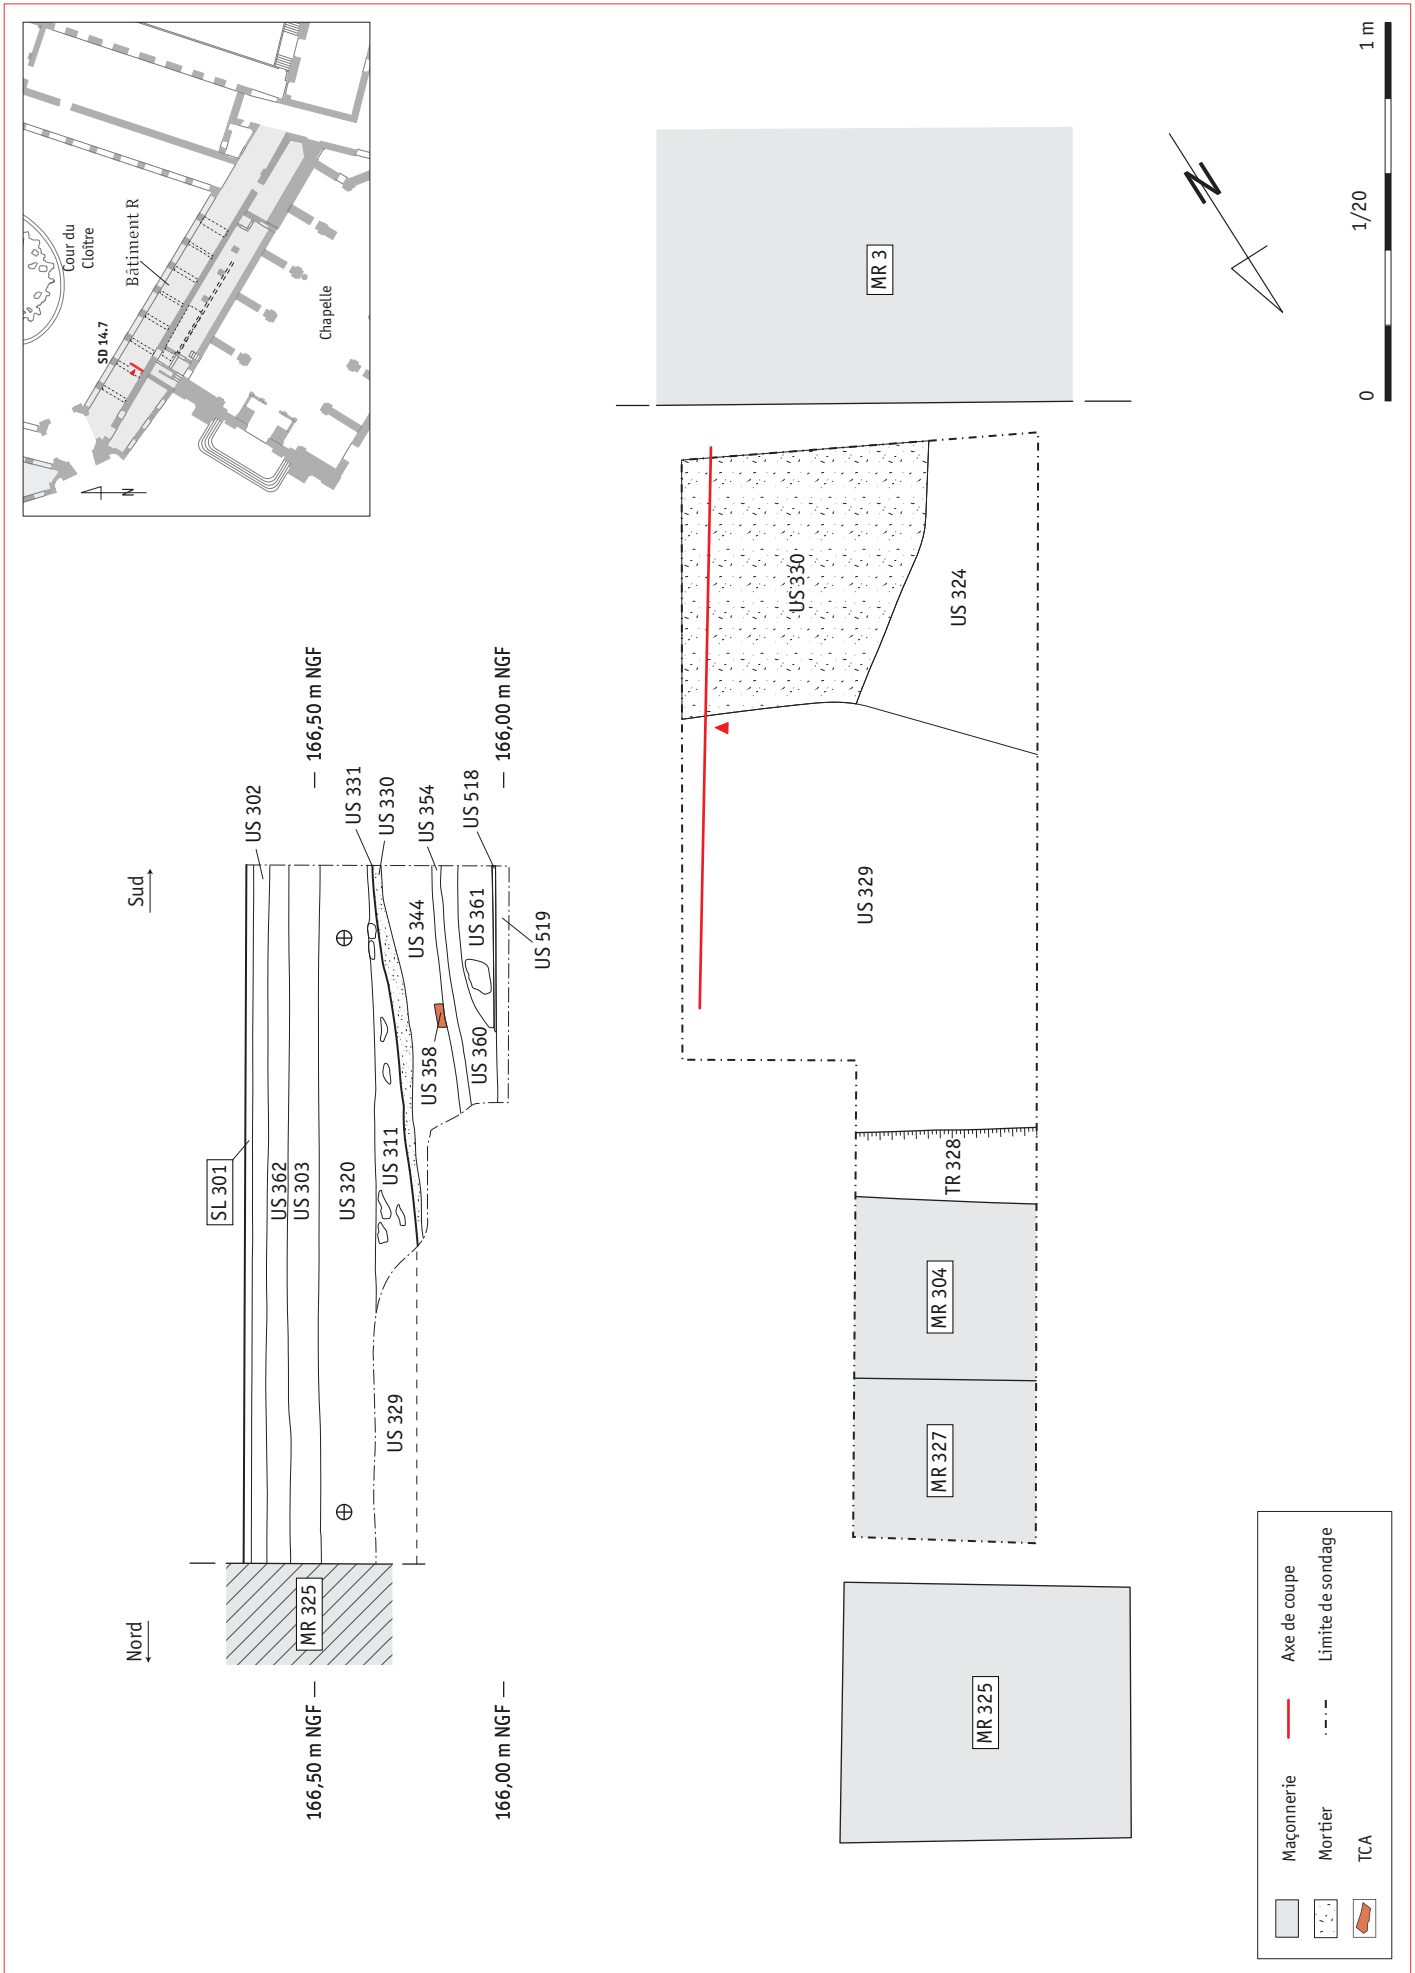 Cour du
Cloître
Bâtiment R
SD 14.7
Chapelle
N
Nord
Sud
166,50 m NGF
166,00 m NGF
166,50 m NGF
166,00 m NGF
MR 325
SL 301
US 302
US 362
US 303
US 320
US 311
US 329
US 331
US 330
US 344
US 354
US 358
US 360
US 361
US 518
US 519
MR 325
MR 327
MR 304
TR 328
US 329
US 330
US 324
MR 3
N
0
1/20
1 m
Maçonnerie
Mortier
TCA
Axe de coupe
Limite de sondage